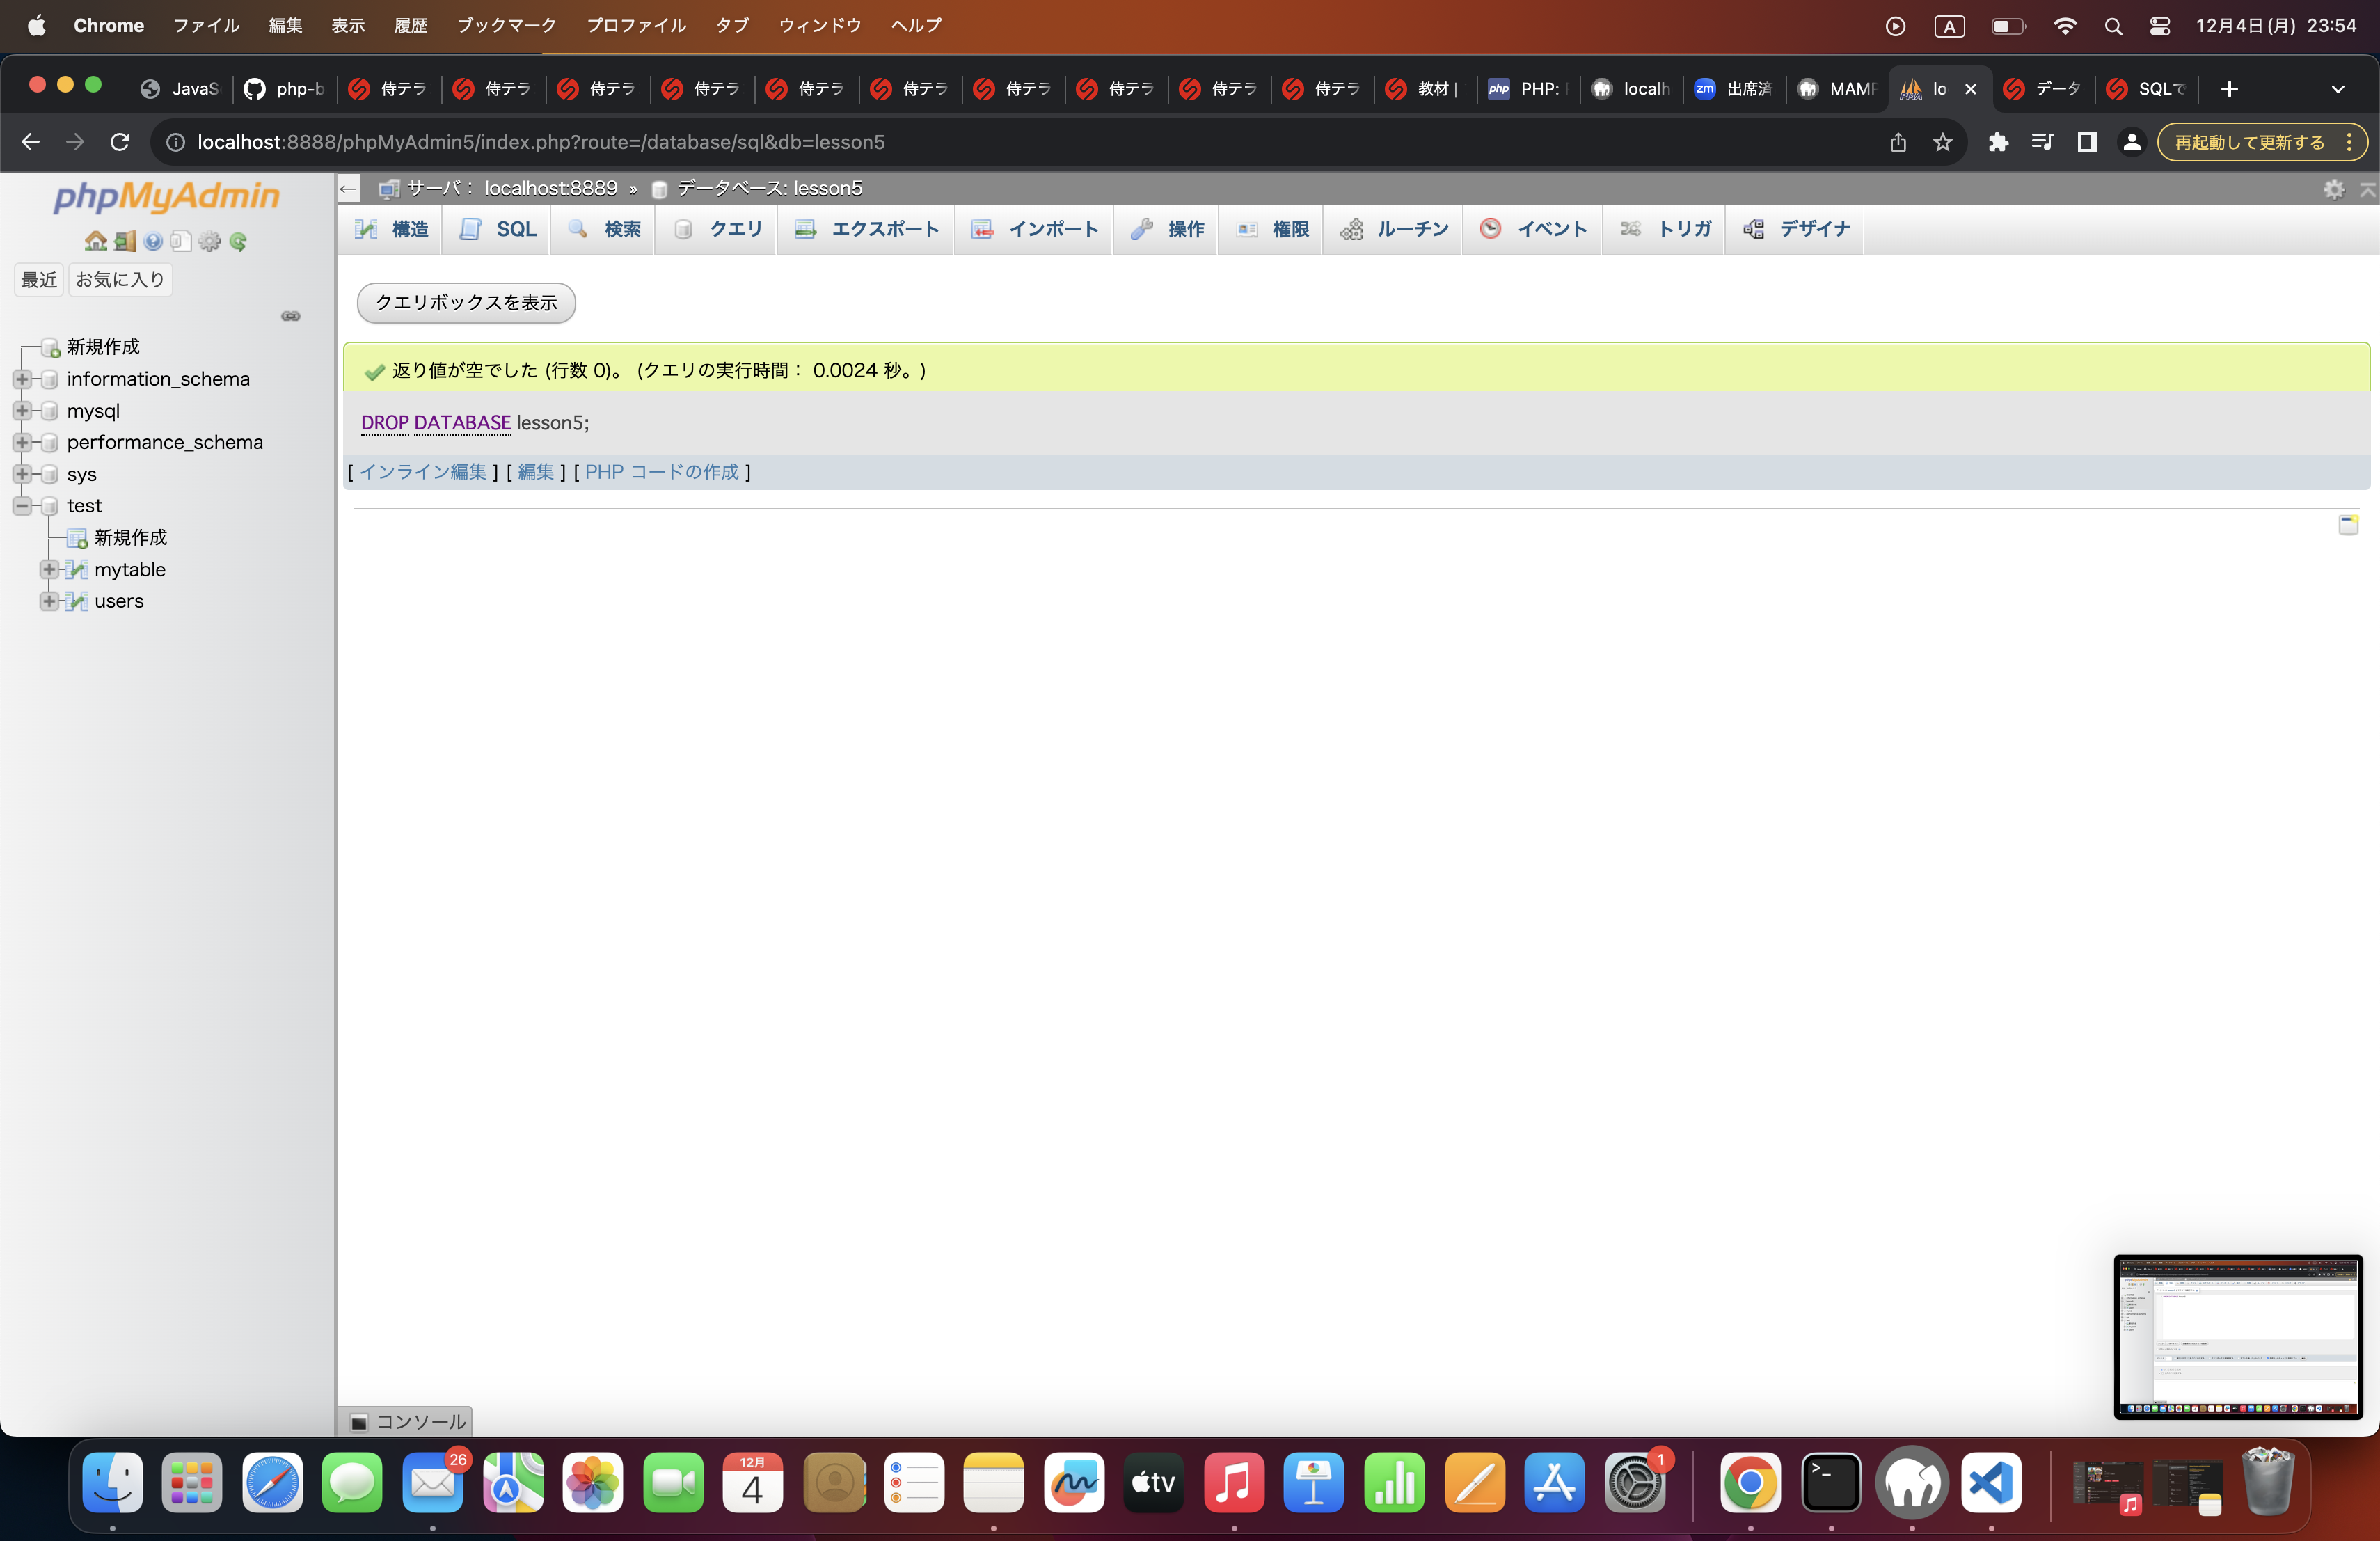 Chrome ファイル 編集 表示 履歴 ブックマーク プロファイル タブ ウィンドウ ヘルプ A 12月4日(月) 23:54
JavaS php-b 侍テラ 侍テラ 侍テラ 侍テラ 侍テラ 侍テラ 侍テラ 侍テラ 侍テラ 侍テラ 教材 | php PHP: localh zm 出席済 MAMP lo データ SQLで
localhost:8888/phpMyAdmin5/index.php?route=/database/sql&db=lesson5 再起動して更新する
phpMyAdmin
最近 お気に入り
新規作成
information_schema
mysql
performance_schema
sys
test
新規作成
mytable
users
サーバ: localhost:8889 » データベース: lesson5
構造 SQL 検索 クエリ エクスポート インポート 操作 権限 ルーチン イベント トリガ デザイナ
クエリボックスを表示
返り値が空でした (行数 0)。 (クエリの実行時間: 0.0024 秒。)
DROP DATABASE lesson5;
[ インライン編集 ] [ 編集 ] [ PHP コードの作成 ]
コンソール
26 12月 4 tv 1